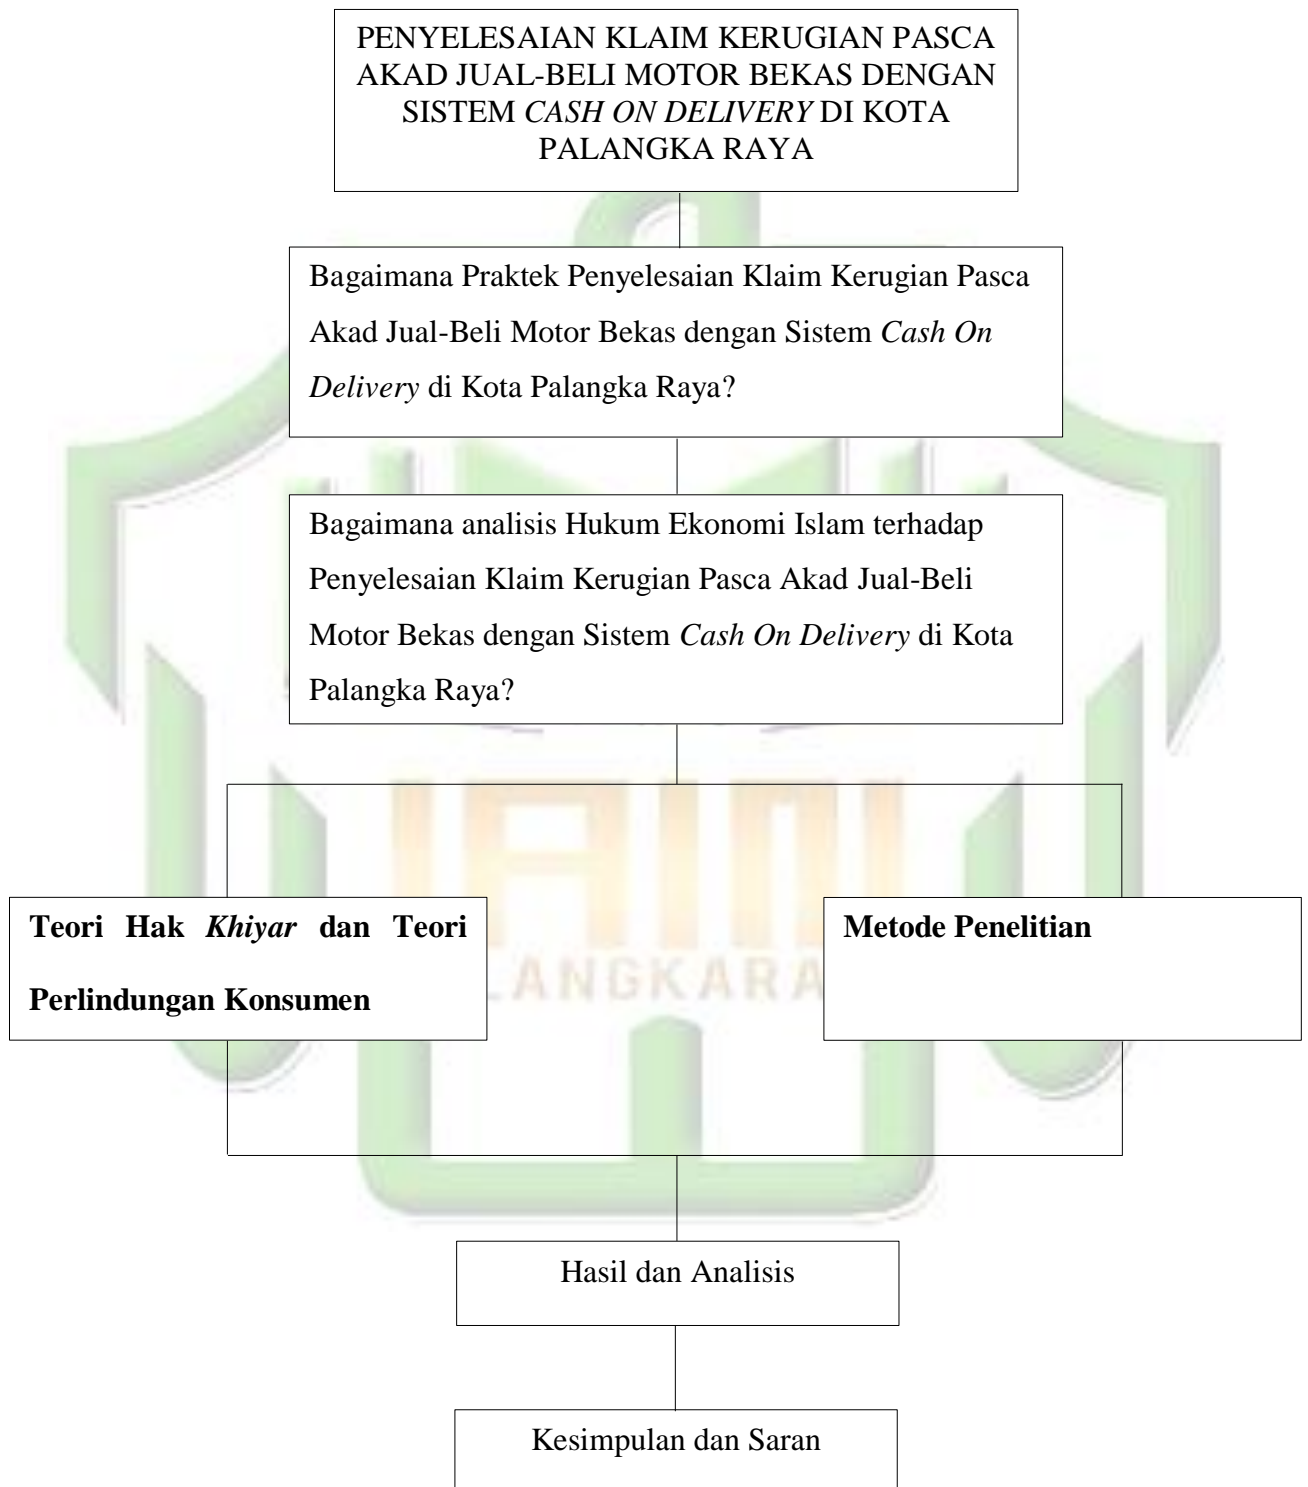 PENYELESAIAN KLAIM KERUGIAN PASCA
AKAD JUAL-BELI MOTOR BEKAS DENGAN
SISTEM CASH ON DELIVERY DI KOTA
PALANGKA RAYA
Bagaimana Praktek Penyelesaian Klaim Kerugian Pasca
Akad Jual-Beli Motor Bekas dengan Sistem Cash On
Delivery di Kota Palangka Raya?
Bagaimana analisis Hukum Ekonomi Islam terhadap
Penyelesaian Klaim Kerugian Pasca Akad Jual-Beli
Motor Bekas dengan Sistem Cash On Delivery di Kota
Palangka Raya?
IAIN
Teori Hak Khiyar dan Teori
Perlindungan Konsumen
Metode Penelitian
LANGKARA
Hasil dan Analisis
Kesimpulan dan Saran